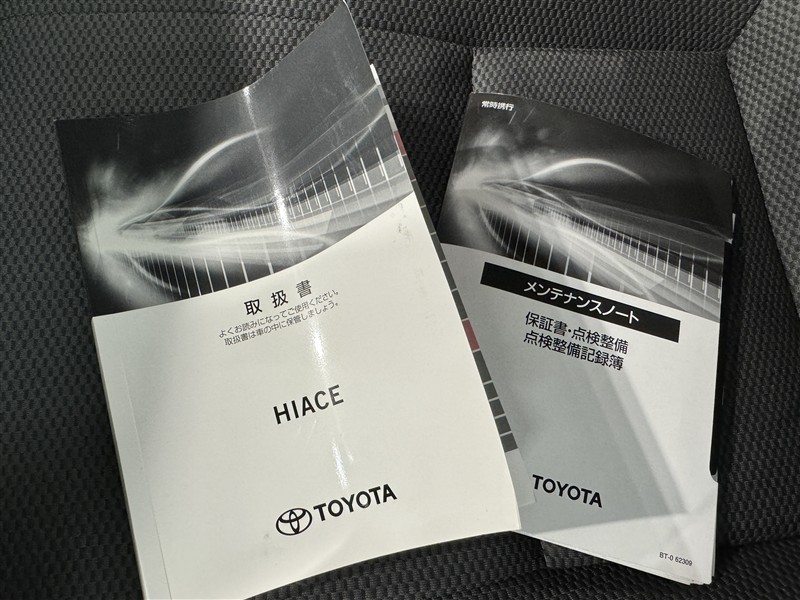 取扱書
よくお読みになってご使用ください。
取扱書は車の中に保管しましょう。
HIACE
TOYOTA
常時携行
メンテナンスノート
保証書・点検整備
点検整備記録簿
TOYOTA
BT-0 62309